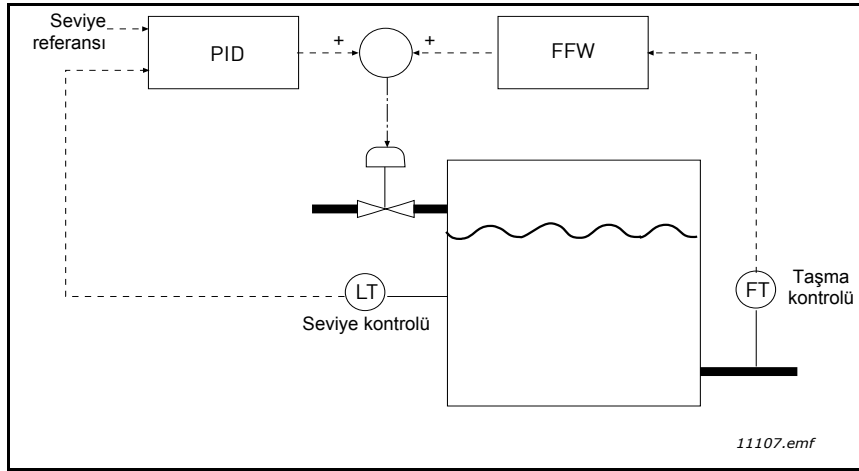 Seviye
referansı
PID
+
+
FFW
LT
Seviye kontrolü
FT
Taşma
kontrolü
11107.emf